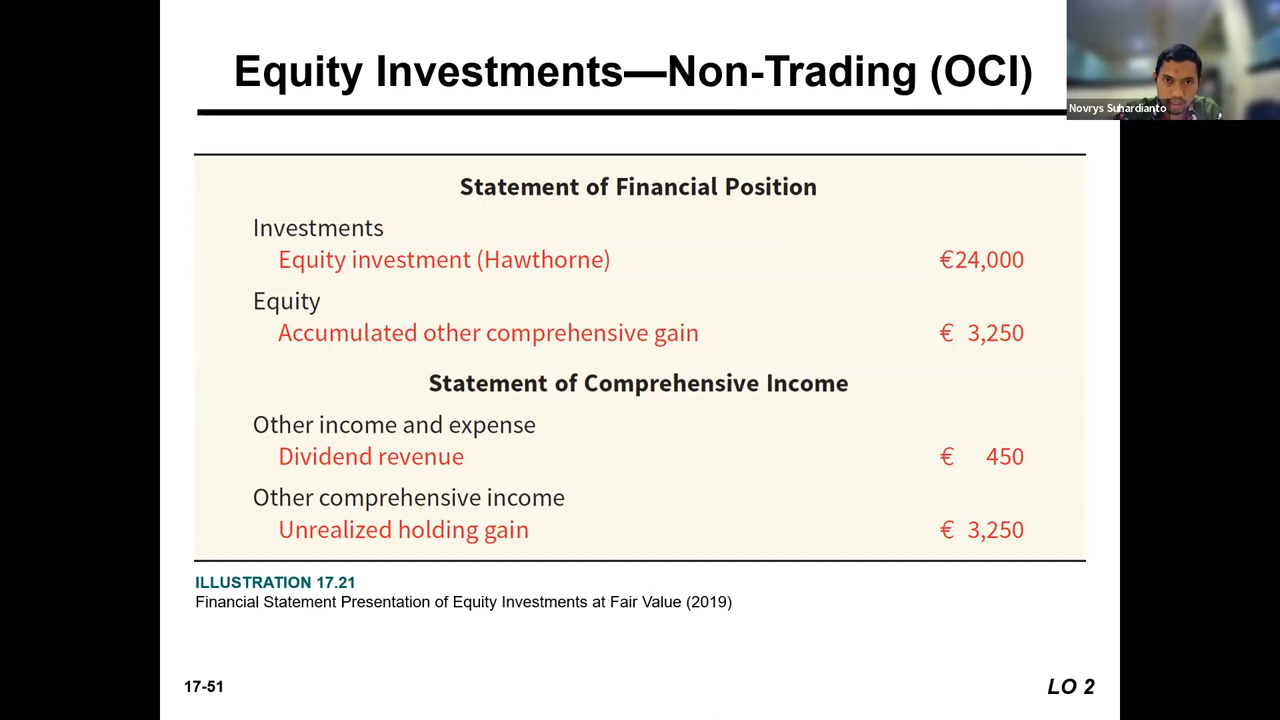 Equity Investments—Non-Trading (OCI)
Novrys Suhardianto
Statement of Financial Position
Investments
Equity investment (Hawthorne) €24,000
Equity
Accumulated other comprehensive gain € 3,250
Statement of Comprehensive Income
Other income and expense
Dividend revenue € 450
Other comprehensive income
Unrealized holding gain € 3,250
ILLUSTRATION 17.21
Financial Statement Presentation of Equity Investments at Fair Value (2019)
17-51 LO 2